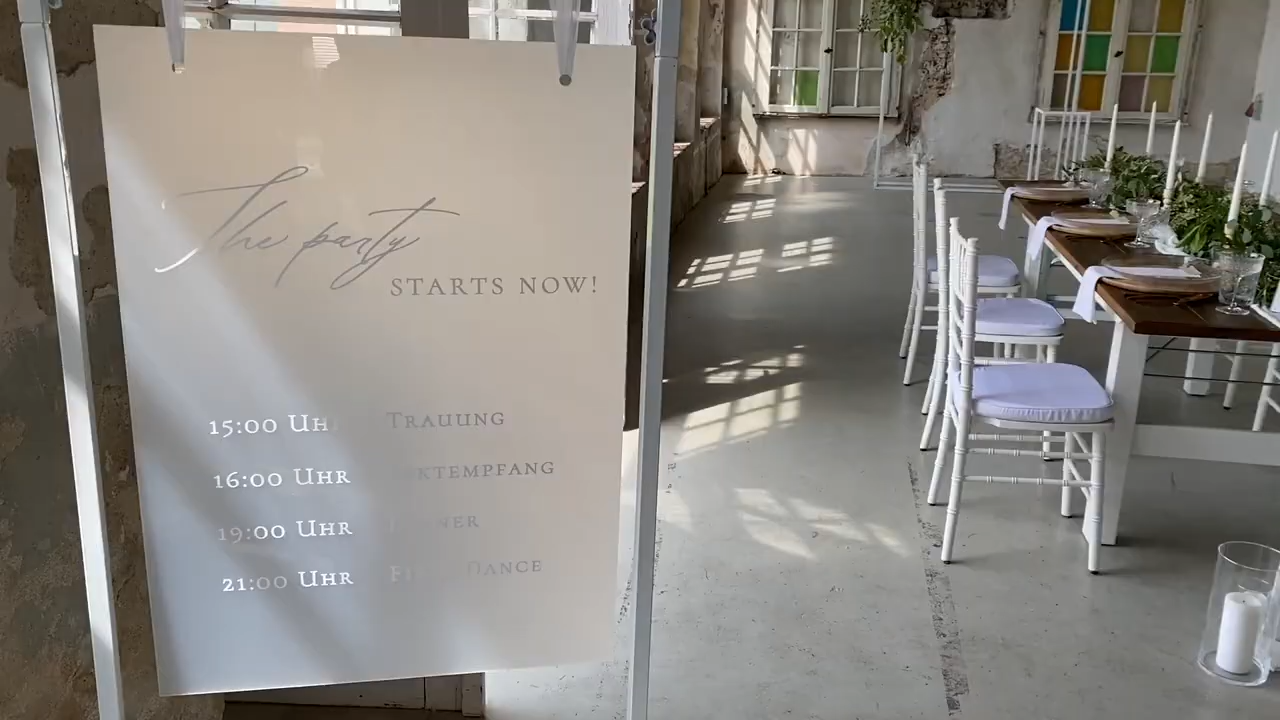 The party
STARTS NOW!
15:00 UHR TRAUUNG
16:00 UHR
19:00 UHR
21:00 UHR DANCE